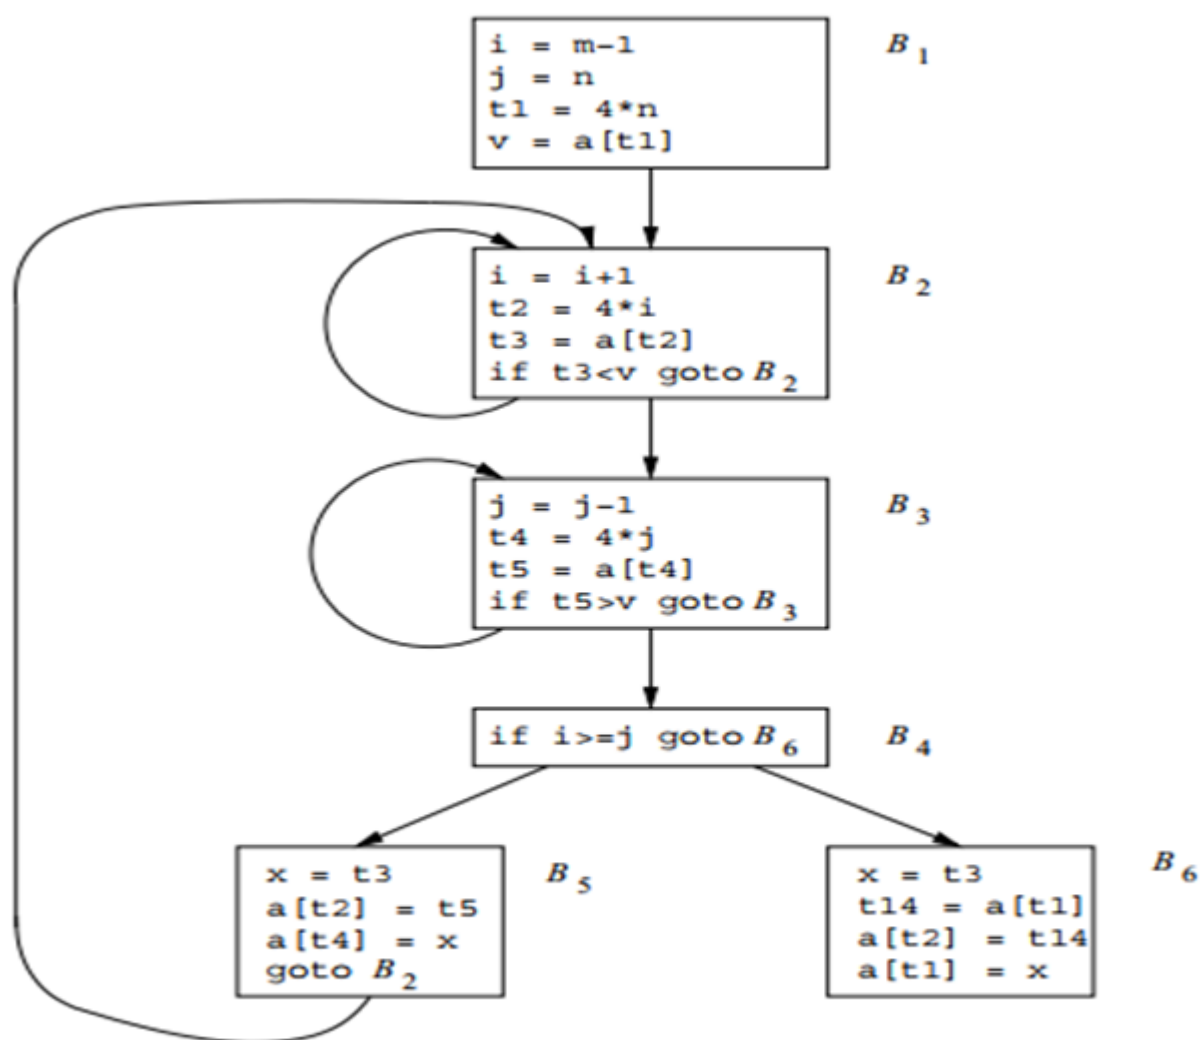 i = m-1
j = n
t1 = 4*n
v = a[t1]
B1
i = i+1
t2 = 4*i
t3 = a[t2]
if t3<v goto B2
B2
j = j-1
t4 = 4*j
t5 = a[t4]
if t5>v goto B3
B3
if i>=j goto B6
B4
x = t3
a[t2] = t5
a[t4] = x
goto B2
B5
x = t3
t14 = a[t1]
a[t2] = t14
a[t1] = x
B6